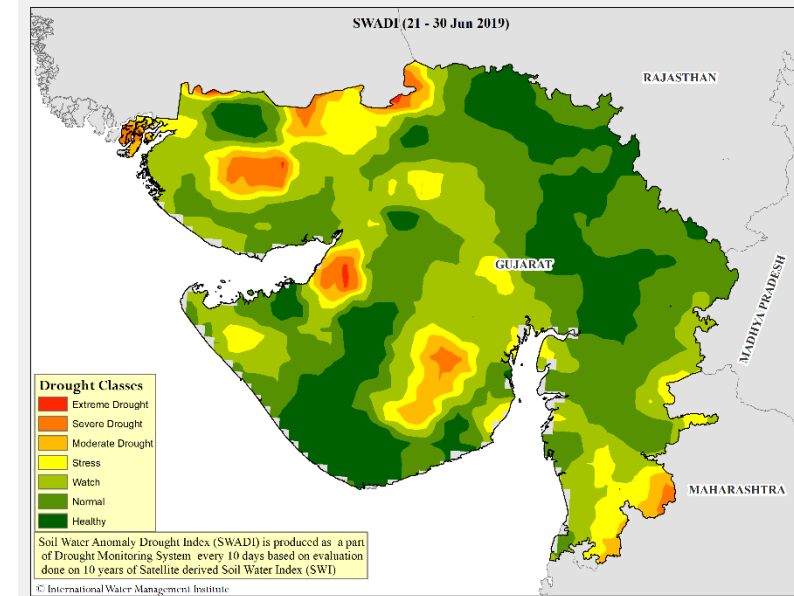 SWADI (21 - 30 Jun 2019)
RAJASTHAN
GUJARAT
MADHYA PRADESH
MAHARASHTRA
Drought Classes
Extreme Drought
Severe Drought
Moderate Drought
Stress
Watch
Normal
Healthy
Soil Water Anomaly Drought Index (SWADI) is produced as a part
of Drought Monitoring System every 10 days based on evaluation
done on 10 years of Satellite derived Soil Water Index (SWI)
© International Water Management Institute